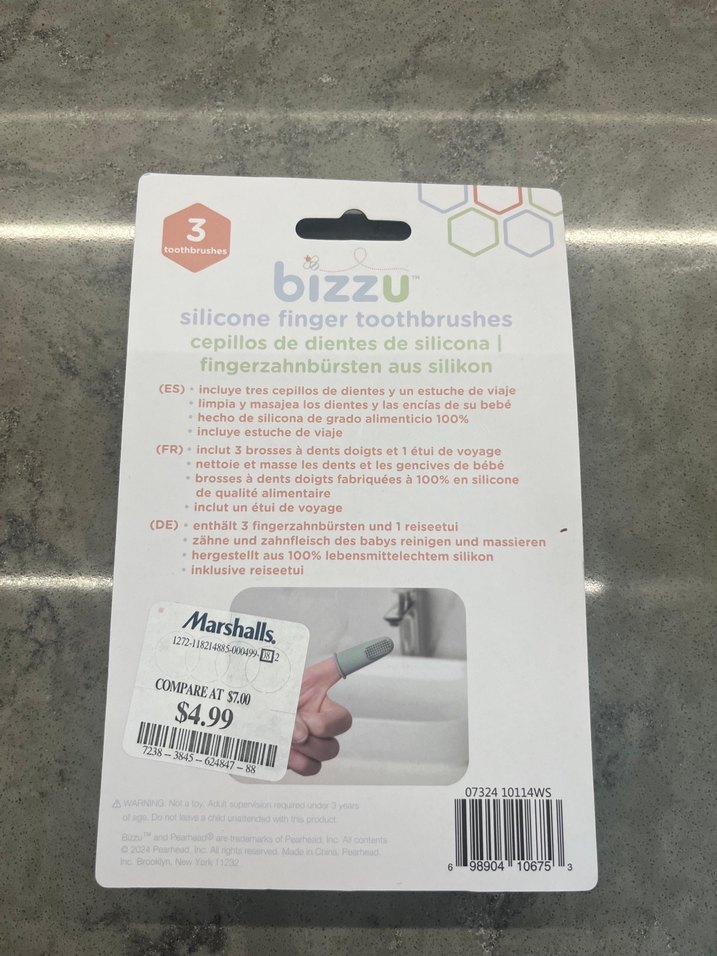 3
toothbrushes
bizzu™
silicone finger toothbrushes
cepillos de dientes de silicona |
fingerzahnbürsten aus silikon
(ES) • incluye tres cepillos de dientes y un estuche de viaje
• limpia y masajea los dientes y las encías de su bebé
• hecho de silicona de grado alimenticio 100%
• incluye estuche de viaje
(FR) • inclut 3 brosses à dents doigts et 1 étui de voyage
• nettoie et masse les dents et les gencives de bébé
• brosses à dents doigts fabriquées à 100% en silicone
de qualité alimentaire
• inclut un étui de voyage
(DE) • enthält 3 fingerzahnbürsten und 1 reiseetui
• zähne und zahnfleisch des babys reinigen und massieren
• hergestellt aus 100% lebensmittelechtem silikon
• inklusive reiseetui
Marshalls.
1272-118214885-000499-18-2
COMPARE AT $7.00
$4.99
7238 – 3845 – 624847 – 88
⚠ WARNING: Not a toy. Adult supervision required under 3 years
of age. Do not leave a child unattended with this product.
Bizzu™ and Pearhead® are trademarks of Pearhead, Inc. All contents
© 2024 Pearhead, Inc. All rights reserved. Made in China. Pearhead,
Inc. Brooklyn, New York 11232
07324 10114WS
6 98904 10675 3